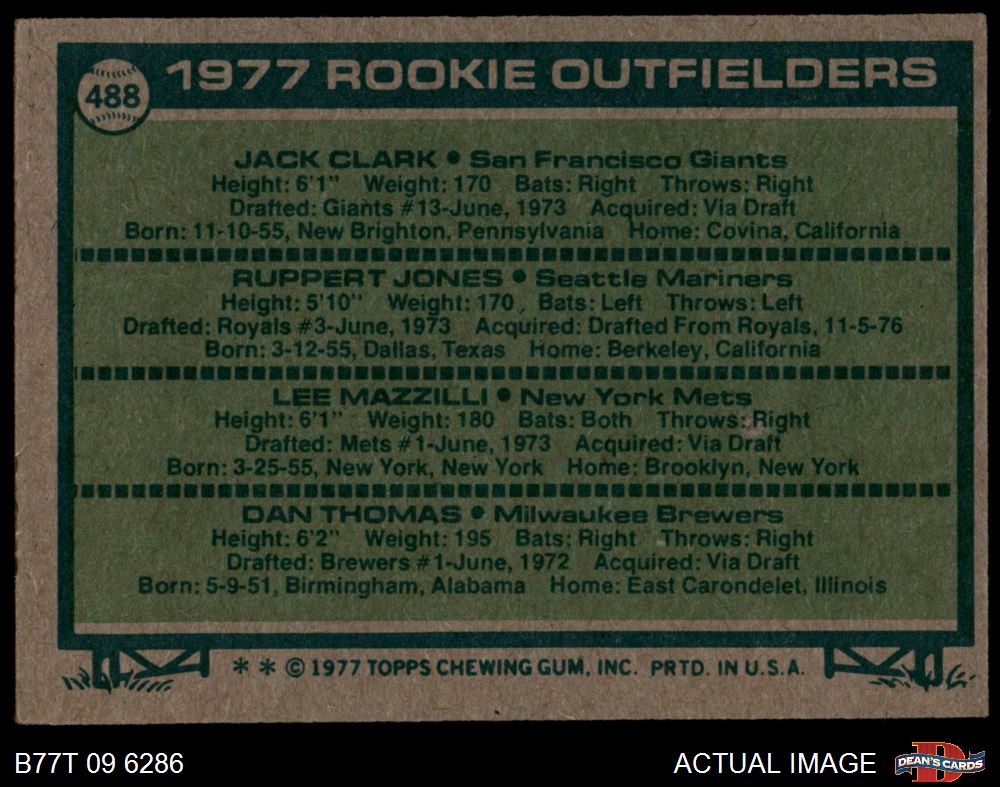 488
1977 ROOKIE OUTFIELDERS
JACK CLARK • San Francisco Giants
Height: 6'1" Weight: 170 Bats: Right Throws: Right
Drafted: Giants #13-June, 1973 Acquired: Via Draft
Born: 11-10-55, New Brighton, Pennsylvania Home: Covina, California
RUPPERT JONES • Seattle Mariners
Height: 5'10" Weight: 170, Bats: Left Throws: Left
Drafted: Royals #3-June, 1973 Acquired: Drafted From Royals, 11-5-76
Born: 3-12-55, Dallas, Texas Home: Berkeley, California
LEE MAZZILLI • New York Mets
Height: 6'1" Weight: 180 Bats: Both Throws: Right
Drafted: Mets #1-June, 1973 Acquired: Via Draft
Born: 3-25-55, New York, New York Home: Brooklyn, New York
DAN THOMAS • Milwaukee Brewers
Height: 6'2" Weight: 195 Bats: Right Throws: Right
Drafted: Brewers #1-June, 1972 Acquired: Via Draft
Born: 5-9-51, Birmingham, Alabama Home: East Carondelet, Illinois
* * © 1977 TOPPS CHEWING GUM, INC. PRTD. IN U.S.A.
B77T 09 6286
ACTUAL IMAGE
D
DEAN'S CARDS